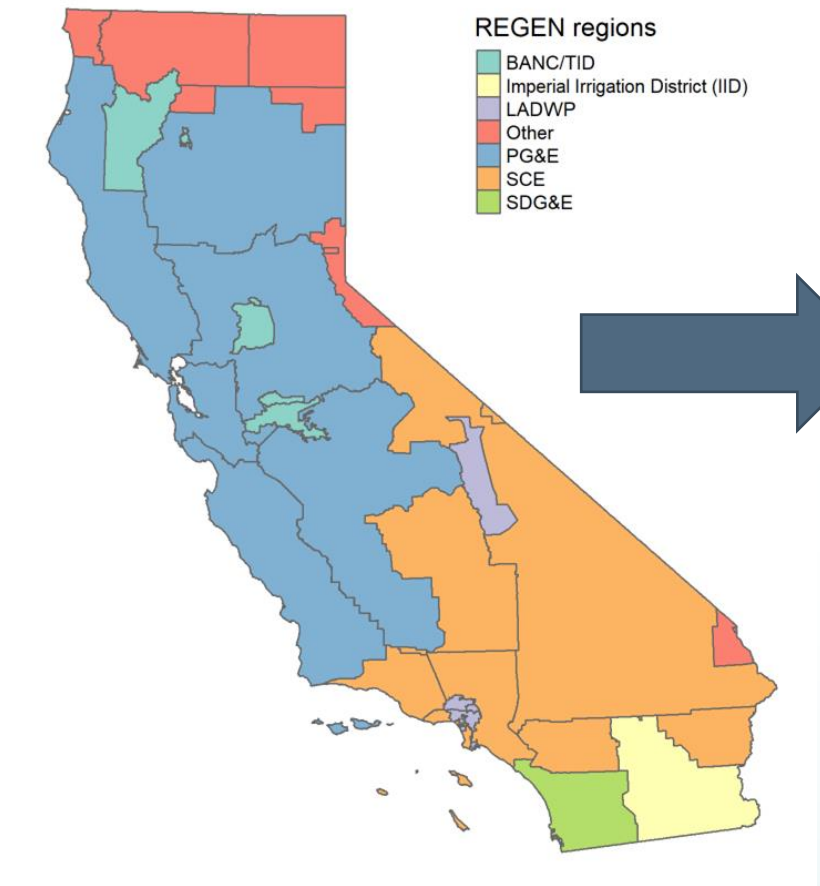 REGEN regions
BANC/TID
Imperial Irrigation District (IID)
LADWP
Other
PG&E
SCE
SDG&E